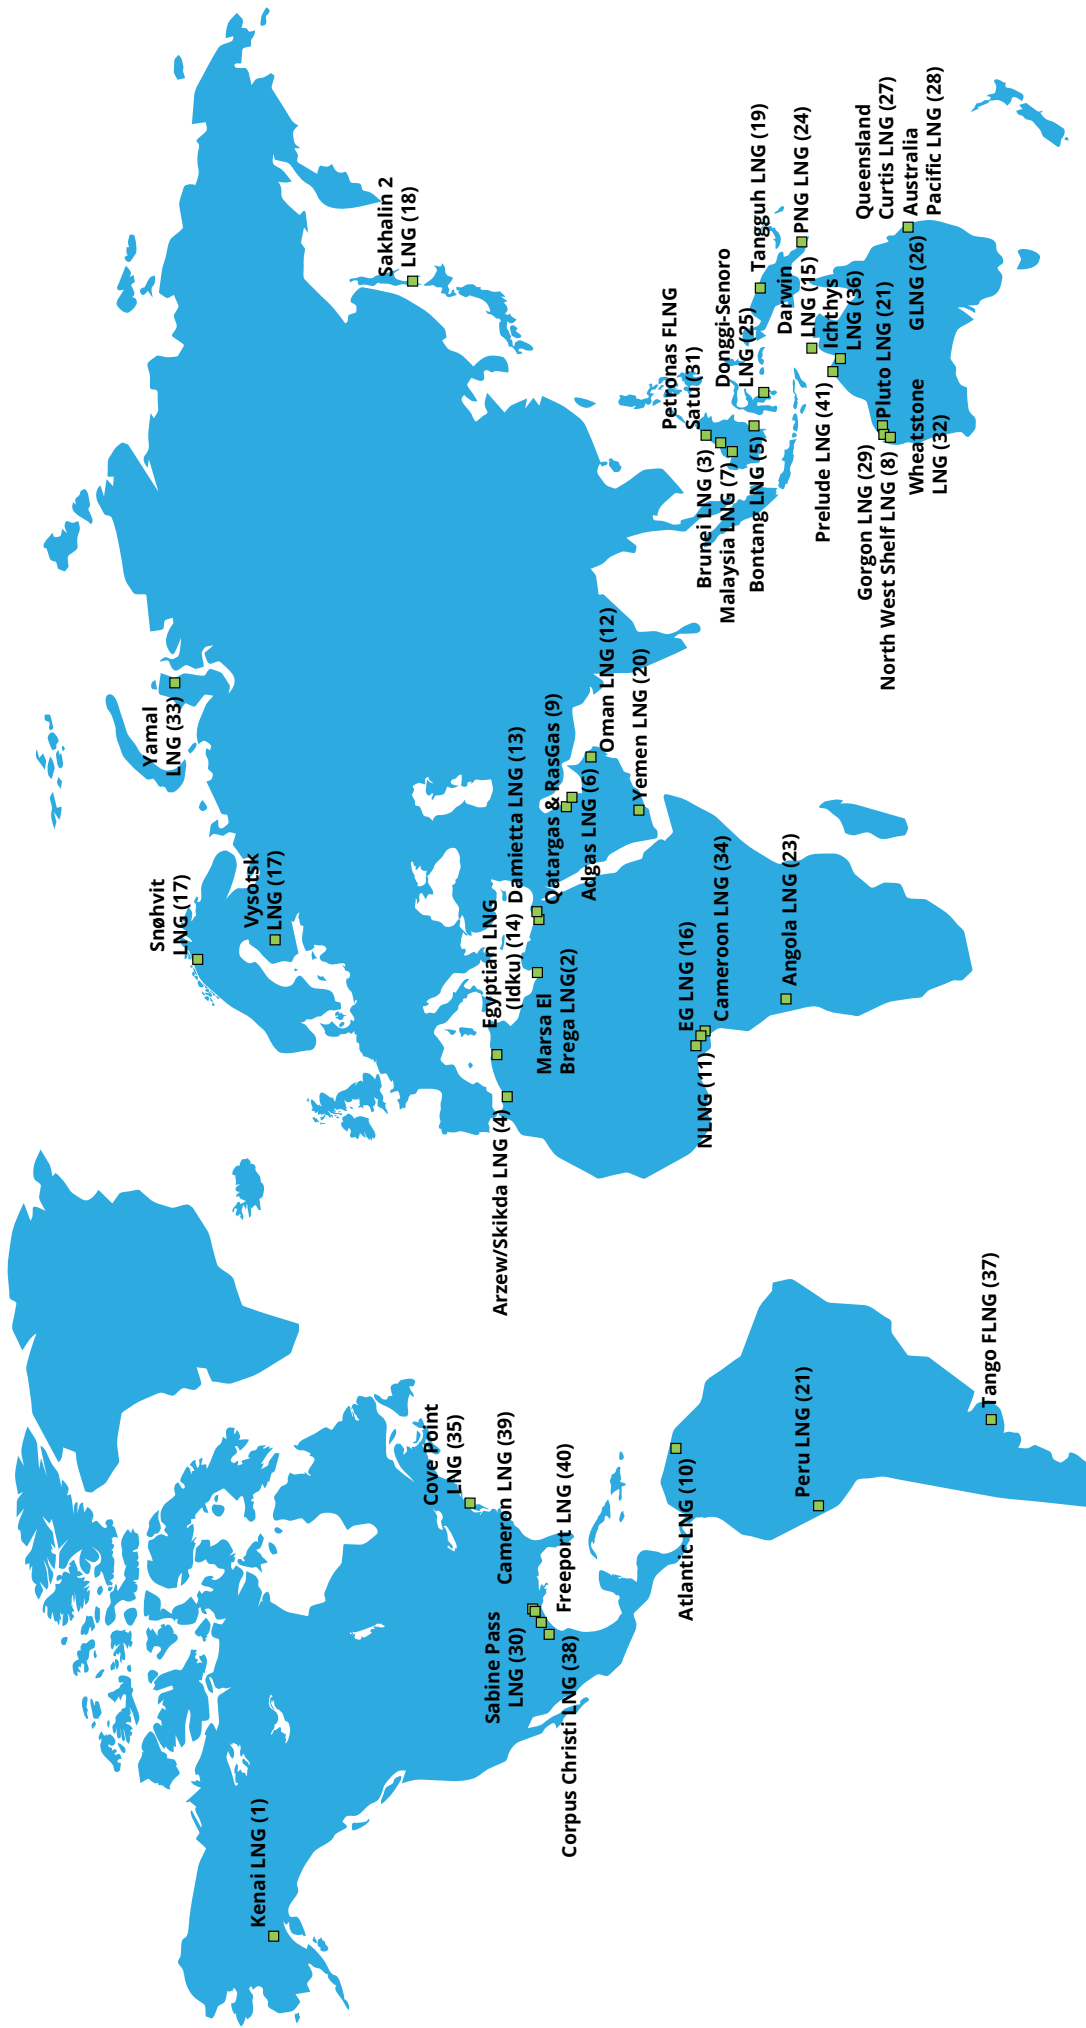 Kenai LNG (1)
Sabine Pass
LNG (30)
Corpus Christi LNG (38)
Cove Point
LNG (35)
Cameron LNG (39)
Freeport LNG (40)
Atlantic LNG (10)
Peru LNG (21)
Tango FLNG (37)
Snøhvit
LNG (17)
Vysotsk
LNG (17)
Yamal
LNG (33)
Sakhalin 2
LNG (18)
Arzew/Skikda LNG (4)
Egyptian LNG
(Idku) (14)
Damietta LNG (13)
Marsa El
Brega LNG(2)
Qatargas & RasGas (9)
Adgas LNG (6)
Oman LNG (12)
Yemen LNG (20)
NLNG (11)
EG LNG (16)
Cameroon LNG (34)
Angola LNG (23)
Petronas FLNG
Satu (31)
Brunei LNG (3)
Malaysia LNG (7)
Bontang LNG (5)
Donggi-Senoro
LNG (25)
Tangguh LNG (19)
PNG LNG (24)
Darwin
LNG (15)
Ichthys
LNG (36)
Prelude LNG (41)
Pluto LNG (21)
Gorgon LNG (29)
North West Shelf LNG (8)
Wheatstone
LNG (32)
Queensland
Curtis LNG (27)
Australia
Pacific LNG (28)
GLNG (26)